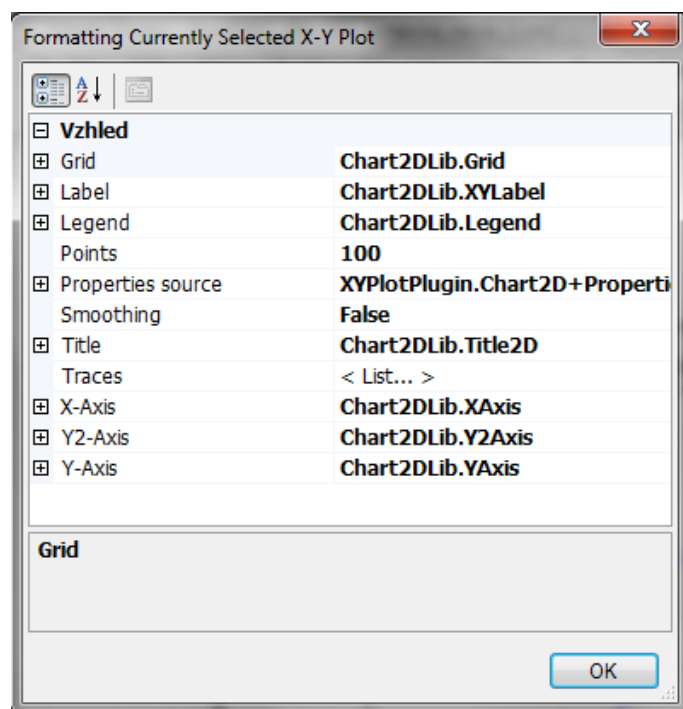 Formatting Currently Selected X-Y Plot
Vzhled
Grid Chart2DLib.Grid
Label Chart2DLib.XYLabel
Legend Chart2DLib.Legend
Points 100
Properties source XYPlotPlugin.Chart2D+Properti
Smoothing False
Title Chart2DLib.Title2D
Traces < List... >
X-Axis Chart2DLib.XAxis
Y2-Axis Chart2DLib.Y2Axis
Y-Axis Chart2DLib.YAxis
Grid
OK